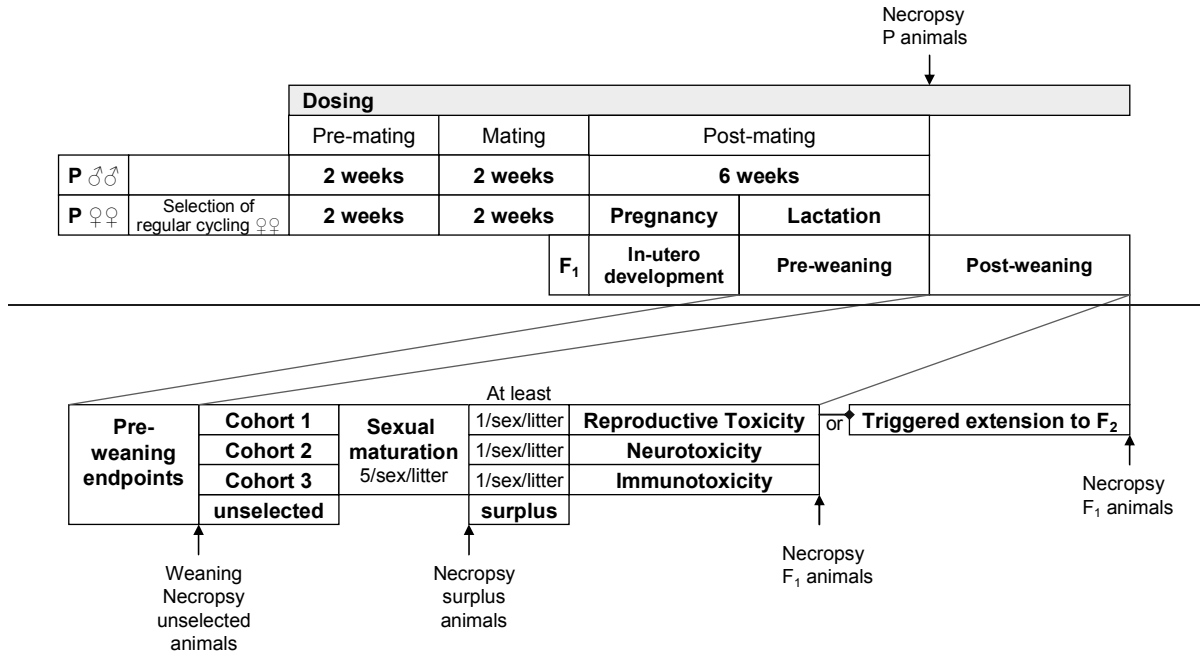 Necropsy
P animals
Dosing
Pre-mating Mating Post-mating
P ♂♂ 2 weeks 2 weeks 6 weeks
P ♀♀ Selection of
regular cycling ♀♀ 2 weeks 2 weeks Pregnancy Lactation
F₁ In-utero
development Pre-weaning Post-weaning
At least
Pre-
weaning
endpoints
Cohort 1
Cohort 2
Cohort 3
unselected
Sexual
maturation
5/sex/litter
1/sex/litter Reproductive Toxicity or Triggered extension to F₂
1/sex/litter Neurotoxicity
1/sex/litter Immunotoxicity
surplus
Weaning
Necropsy
unselected
animals
Necropsy
surplus
animals
Necropsy
F₁ animals
Necropsy
F₁ animals